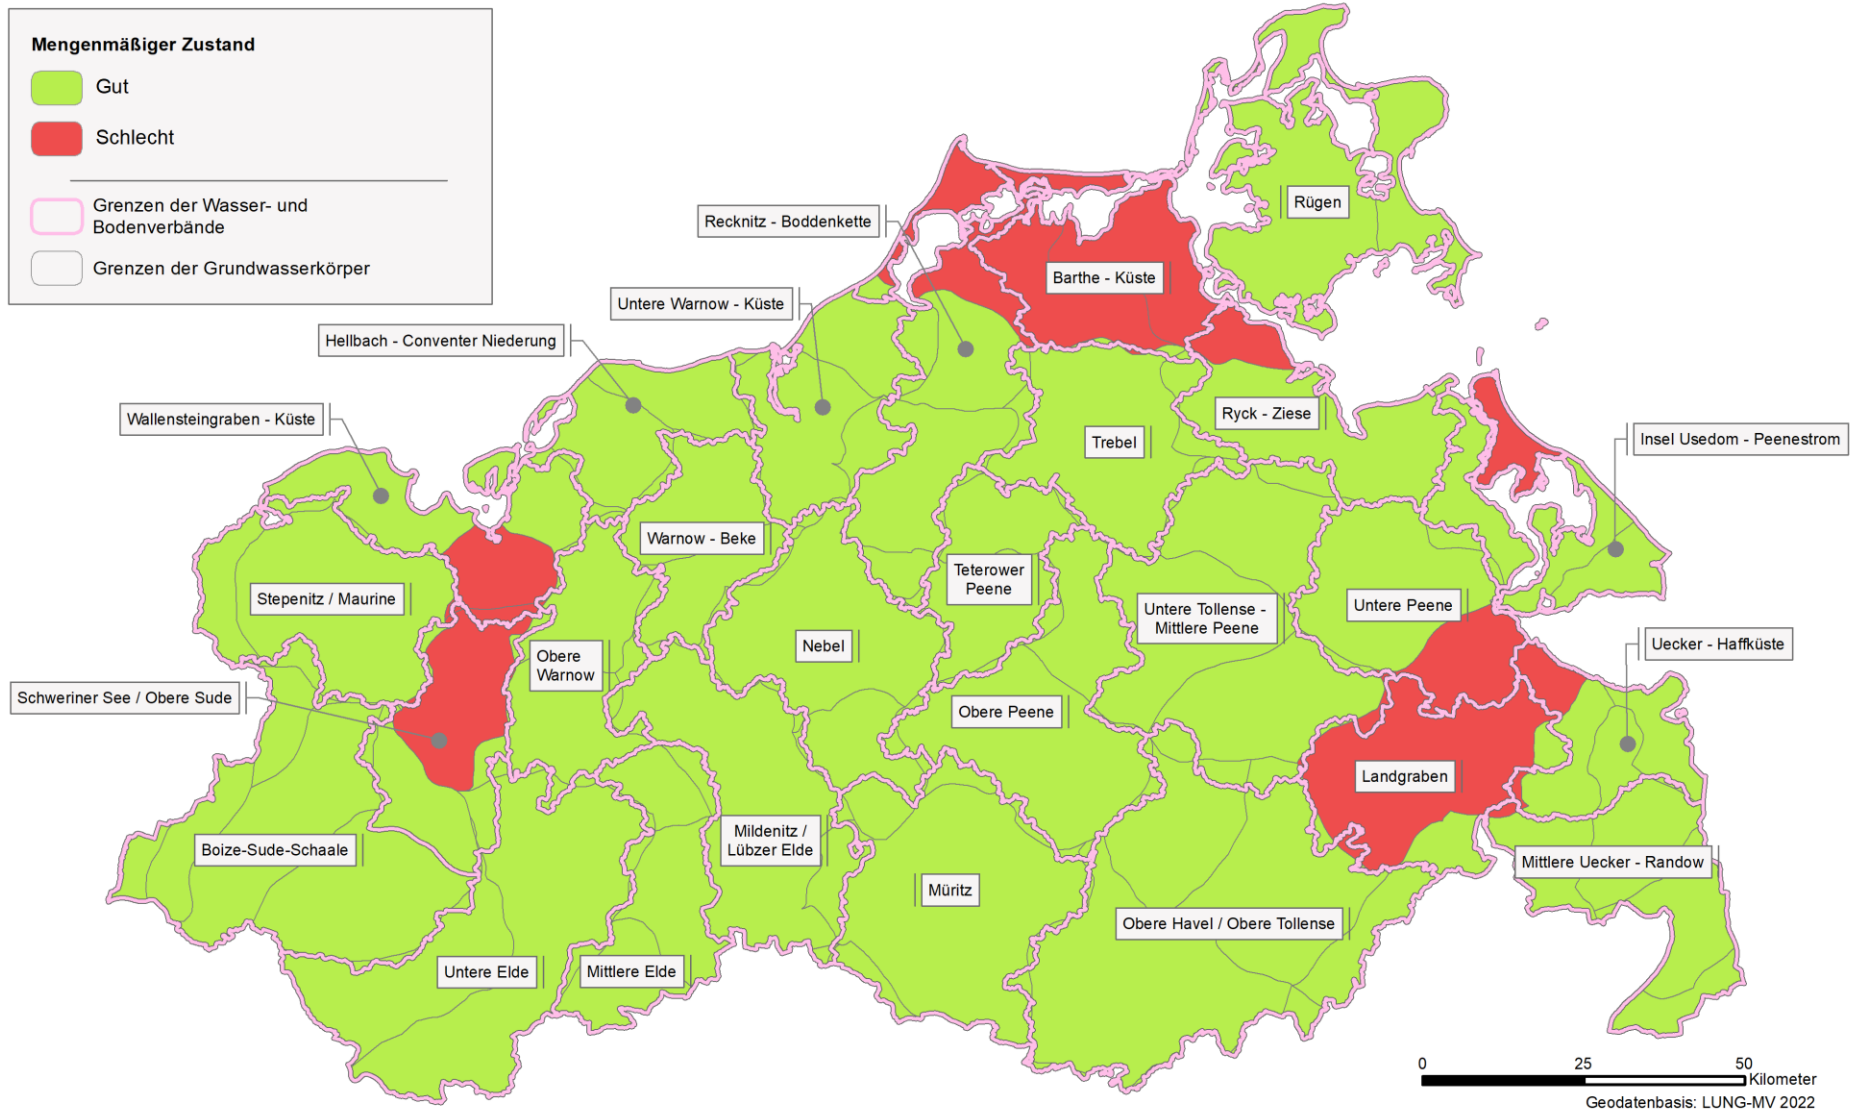 Mengenmäßiger Zustand
Gut
Schlecht
Grenzen der Wasser- und
Bodenverbände
Grenzen der Grundwasserkörper
Rügen
Recknitz - Boddenkette
Barthe - Küste
Untere Warnow - Küste
Hellbach - Conventer Niederung
Wallensteingraben - Küste
Ryck - Ziese
Trebel
Insel Usedom - Peenestrom
Warnow - Beke
Teterower
Peene
Stepenitz / Maurine
Untere Tollense -
Mittlere Peene
Untere Peene
Nebel
Uecker - Haffküste
Obere
Warnow
Schweriner See / Obere Sude
Obere Peene
Landgraben
Mildenitz /
Lübzer Elde
Boize-Sude-Schaale
Mittlere Uecker - Randow
Müritz
Obere Havel / Obere Tollense
Untere Elde
Mittlere Elde
0 25 50
Kilometer
Geodatenbasis: LUNG-MV 2022